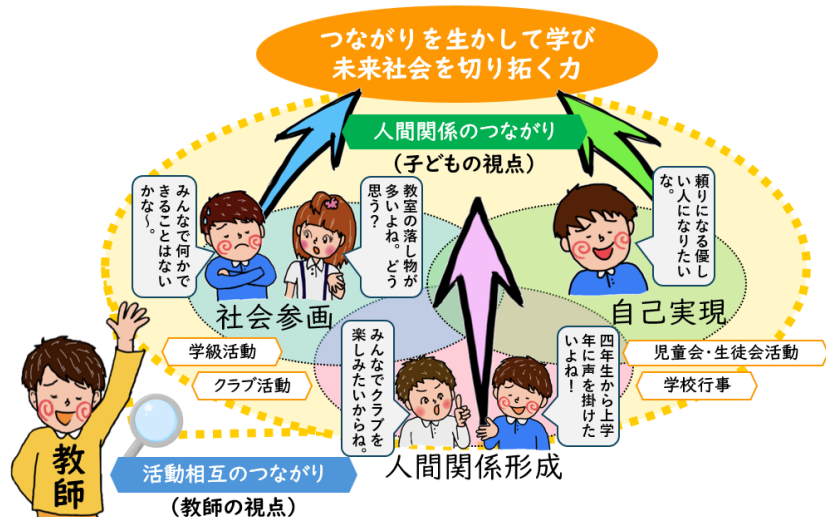 つながりを生かして学び
未来社会を切り拓く力
人間関係のつながり
(子どもの視点)
みんなで何かで
きることはない
かな〜。
教室の落し物が
多いよね。どう
思う?
頼りになる優し
い人になりたい
な。
社会参画
自己実現
学級活動
クラブ活動
児童会・生徒会活動
学校行事
みんなでクラブを
楽しみたいからね。
四年生から上学
年に声を掛けた
いよね!
人間関係形成
教師
活動相互のつながり
(教師の視点)